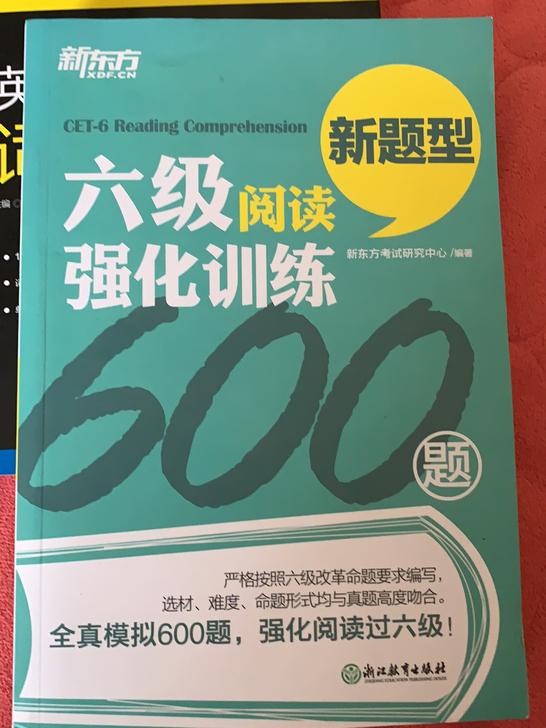 新东方
XDF.CN
CET-6 Reading Comprehension
新题型
六级阅读
强化训练
新东方考试研究中心 /编著
600
题
严格按照六级改革命题要求编写，
选材、难度、命题形式均与真题高度吻合。
全真模拟600题，强化阅读过六级！
浙江教育出版社
英
编